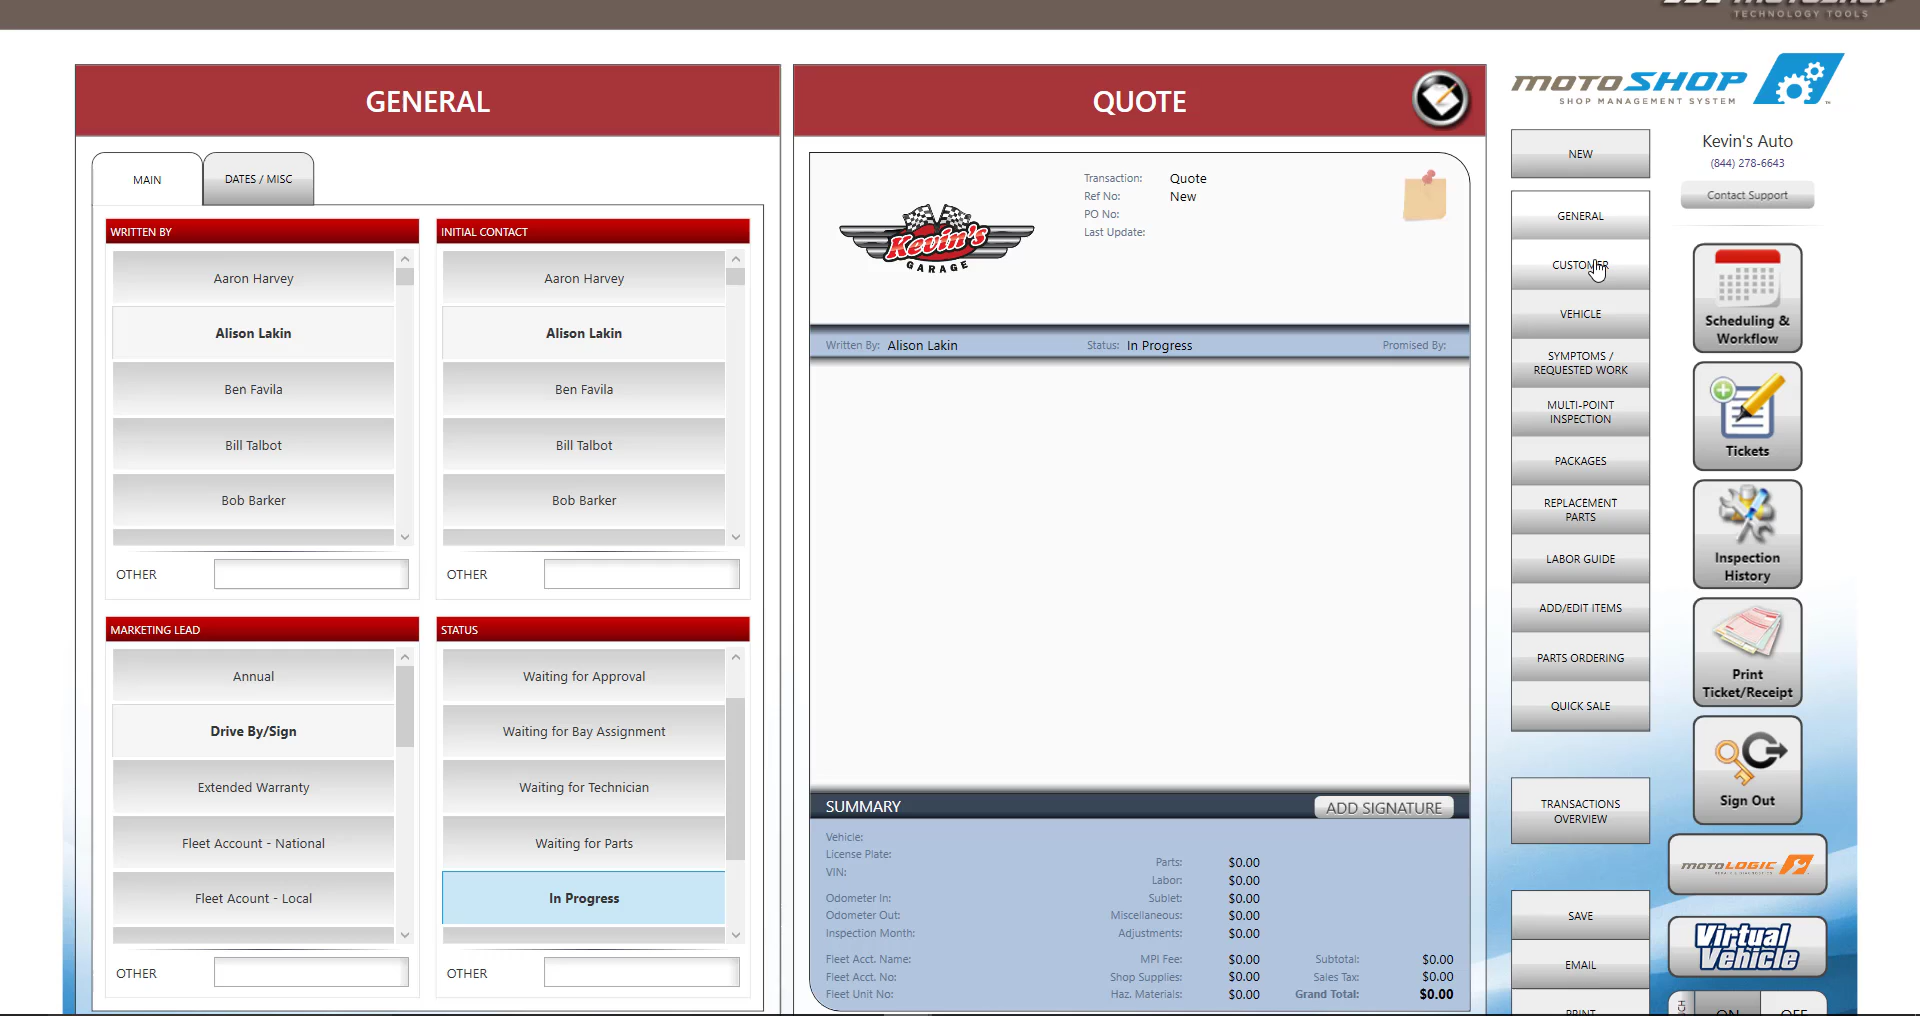 TECHNOLOGY TOOLS
GENERAL
MAIN
DATES / MISC
WRITTEN BY
Aaron Harvey
Alison Lakin
Ben Favila
Bill Talbot
Bob Barker
OTHER
INITIAL CONTACT
Aaron Harvey
Alison Lakin
Ben Favila
Bill Talbot
Bob Barker
OTHER
MARKETING LEAD
Annual
Drive By/Sign
Extended Warranty
Fleet Account - National
Fleet Acount - Local
OTHER
STATUS
Waiting for Approval
Waiting for Bay Assignment
Waiting for Technician
Waiting for Parts
In Progress
OTHER
QUOTE
Kevin's
GARAGE
Transaction: Quote
Ref No: New
PO No:
Last Update:
Written By: Alison Lakin Status: In Progress Promised By:
SUMMARY
ADD SIGNATURE
Vehicle:
License Plate:
VIN:
Odometer In:
Odometer Out:
Inspection Month:
Fleet Acct. Name:
Fleet Acct. No:
Fleet Unit No:
Parts: $0.00
Labor: $0.00
Sublet: $0.00
Miscellaneous: $0.00
Adjustments: $0.00
MPI Fee: $0.00
Shop Supplies: $0.00
Haz. Materials: $0.00
Subtotal: $0.00
Sales Tax: $0.00
Grand Total: $0.00
NEW
GENERAL
CUSTOMER
VEHICLE
SYMPTOMS /
REQUESTED WORK
MULTI-POINT
INSPECTION
PACKAGES
REPLACEMENT
PARTS
LABOR GUIDE
ADD/EDIT ITEMS
PARTS ORDERING
QUICK SALE
TRANSACTIONS
OVERVIEW
SAVE
EMAIL
PRINT
MOTOSHOP
SHOP MANAGEMENT SYSTEM
Kevin's Auto
(844) 278-6643
Contact Support
Scheduling &
Workflow
Tickets
Inspection
History
Print
Ticket/Receipt
Sign Out
MOTOLOGIC
Virtual
Vehicle
ON OFF